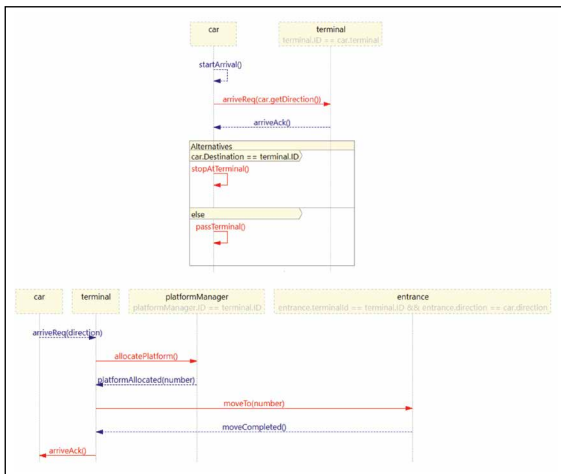 car
terminal
terminal.ID == car.terminal
startArrival()
arriveReq(car.getDirection())
arriveAck()
Alternatives
car.Destination == terminal.ID
stopAtTerminal()
else
passTerminal()
car
terminal
platformManager
platformManager.ID == terminal.ID
entrance
entrance.terminalId == terminal.ID && entrance.direction == car.direction
arriveReq(direction)
allocatePlatform()
platformAllocated(number)
moveTo(number)
moveCompleted()
arriveAck()